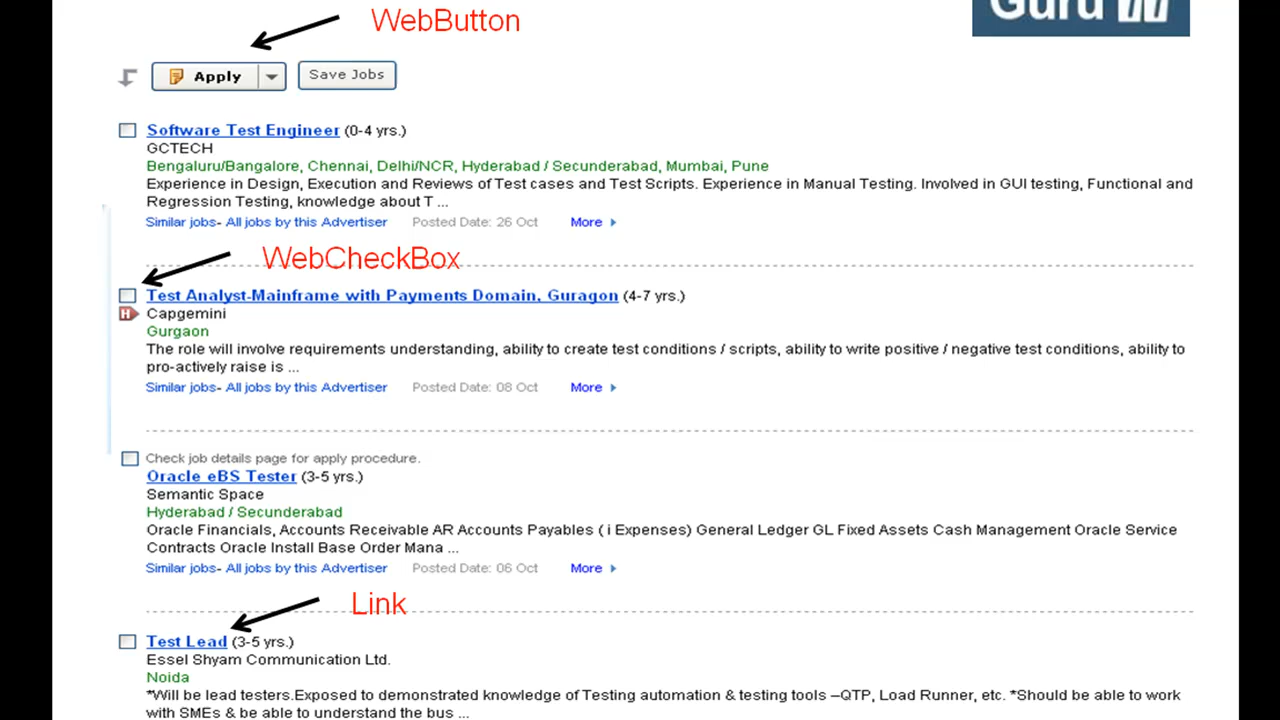 WebButton
Guru
Apply
Save Jobs
Software Test Engineer (0-4 yrs.)
GCTECH
Bengaluru/Bangalore, Chennai, Delhi/NCR, Hyderabad / Secunderabad, Mumbai, Pune
Experience in Design, Execution and Reviews of Test cases and Test Scripts. Experience in Manual Testing. Involved in GUI testing, Functional and
Regression Testing, knowledge about T ...
Similar jobs- All jobs by this Advertiser Posted Date: 26 Oct More
WebCheckBox
Test Analyst-Mainframe with Payments Domain, Guragon (4-7 yrs.)
H Capgemini
Gurgaon
The role will involve requirements understanding, ability to create test conditions / scripts, ability to write positive / negative test conditions, ability to
pro-actively raise is ...
Similar jobs- All jobs by this Advertiser Posted Date: 08 Oct More
Check job details page for apply procedure.
Oracle eBS Tester (3-5 yrs.)
Semantic Space
Hyderabad / Secunderabad
Oracle Financials, Accounts Receivable AR Accounts Payables ( i Expenses) General Ledger GL Fixed Assets Cash Management Oracle Service
Contracts Oracle Install Base Order Mana ...
Similar jobs- All jobs by this Advertiser Posted Date: 06 Oct More
Link
Test Lead (3-5 yrs.)
Essel Shyam Communication Ltd.
Noida
*Will be lead testers.Exposed to demonstrated knowledge of Testing automation & testing tools –QTP, Load Runner, etc. *Should be able to work
with SMEs & be able to understand the bus ...